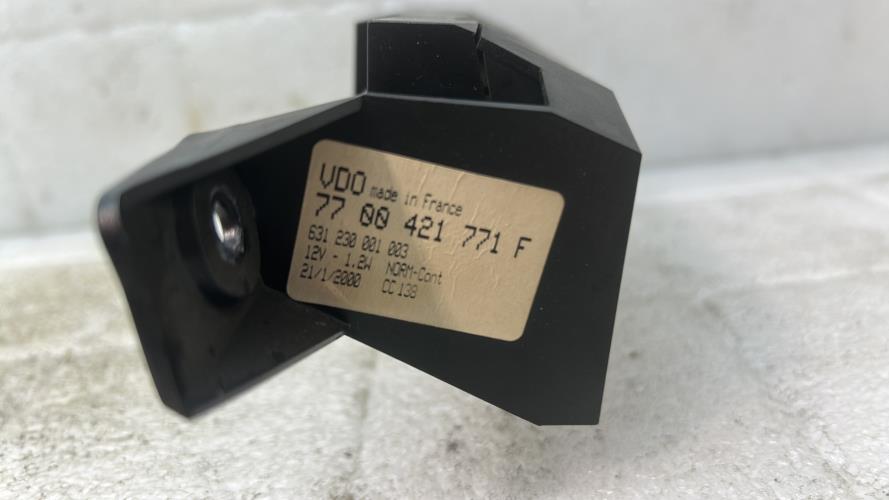 VDO made in France
77 00 421 771 F
631 230 001 003
12V - 1.2W NORM-Cont
21/1/2000 CC 138